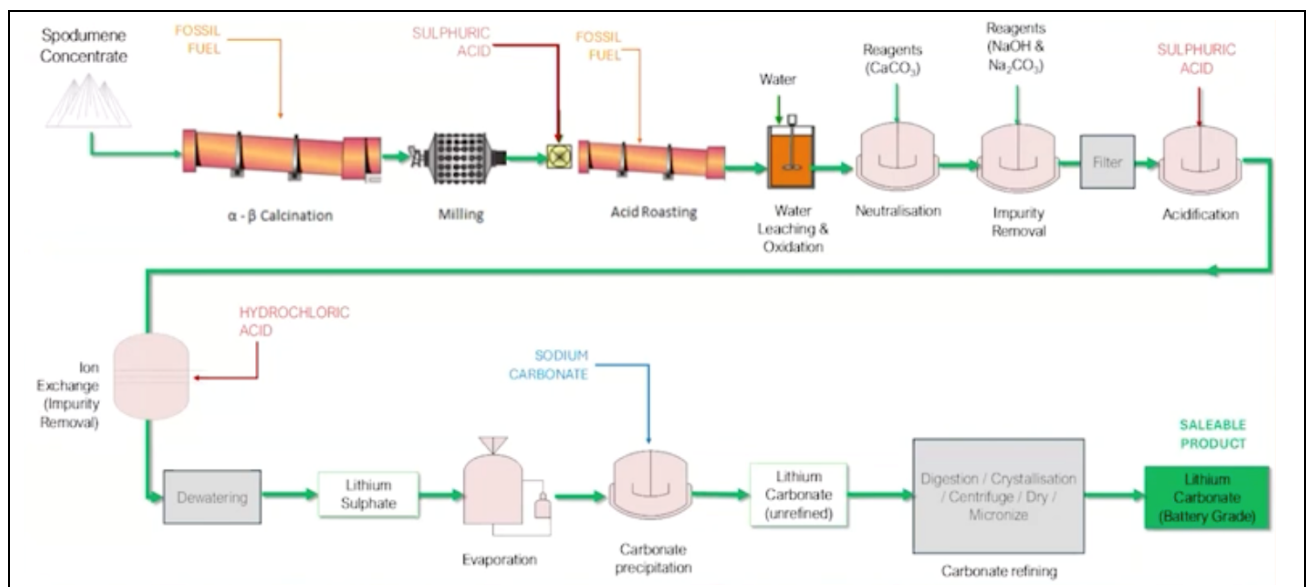 Spodumene
Concentrate
FOSSIL
FUEL
SULPHURIC
ACID
FOSSIL
FUEL
Water
Reagents
(CaCO₃)
Reagents
(NaOH &
Na₂CO₃)
SULPHURIC
ACID
α - β Calcination
Milling
Acid Roasting
Water
Leaching &
Oxidation
Neutralisation
Impurity
Removal
Filter
Acidification
HYDROCHLORIC
ACID
Ion
Exchange
(Impurity
Removal)
Dewatering
Lithium
Sulphate
Evaporation
SODIUM
CARBONATE
Carbonate
precipitation
Lithium
Carbonate
(unrefined)
Digestion / Crystallisation
/ Centrifuge / Dry /
Micronize
Carbonate refining
SALEABLE
PRODUCT
Lithium
Carbonate
(Battery Grade)